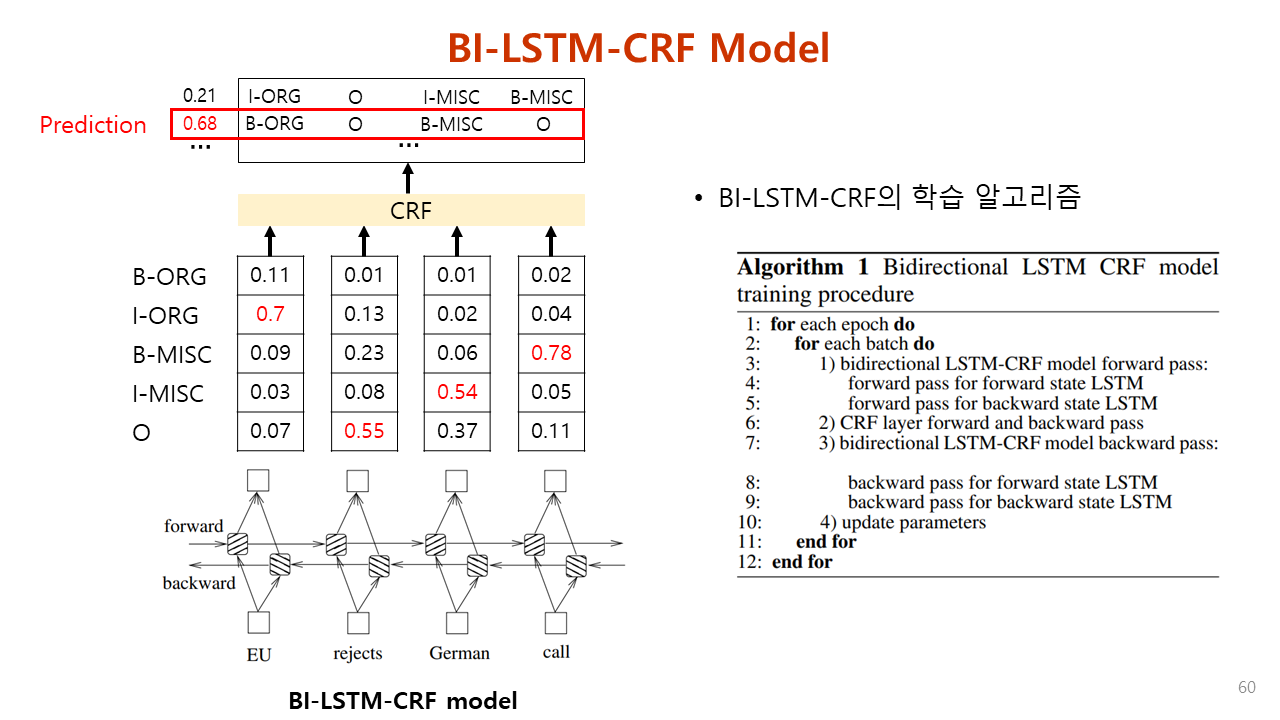 BI-LSTM-CRF Model
0.21 I-ORG O I-MISC B-MISC
Prediction 0.68 B-ORG O B-MISC O
... ...
CRF
B-ORG 0.11 0.01 0.01 0.02
I-ORG 0.7 0.13 0.02 0.04
B-MISC 0.09 0.23 0.06 0.78
I-MISC 0.03 0.08 0.54 0.05
O 0.07 0.55 0.37 0.11
forward
backward
EU rejects German call
BI-LSTM-CRF model
• BI-LSTM-CRF의 학습 알고리즘
Algorithm 1 Bidirectional LSTM CRF model
training procedure
1: for each epoch do
2: for each batch do
3: 1) bidirectional LSTM-CRF model forward pass:
4: forward pass for forward state LSTM
5: forward pass for backward state LSTM
6: 2) CRF layer forward and backward pass
7: 3) bidirectional LSTM-CRF model backward pass:
8: backward pass for forward state LSTM
9: backward pass for backward state LSTM
10: 4) update parameters
11: end for
12: end for
60